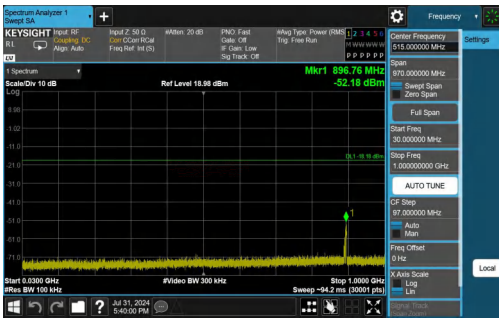 Spectrum Analyzer 1
Swept SA
Frequency
KEYSIGHT
RL
Input: RF
Coupling: DC
Align: Auto
Input Z: 50 Ω
Corr CCorr RCal
Freq Ref: Int (S)
#Atten: 20 dB
PNO: Fast
Gate: Off
IF Gain: Low
Sig Track: Off
#Avg Type: Power (RMS
Trig: Free Run
1 2 3 4 5 6
M W W W W W
P P P P P P
1 Spectrum
Scale/Div 10 dB
Log
Ref Level 18.98 dBm
Mkr1 896.76 MHz
-52.18 dBm
8.98
-1.02
-21.0
-31.0
-41.0
-51.0
-61.0
-71.0
1
Start 0.0300 GHz
#Res BW 100 kHz
#Video BW 300 kHz
Stop 1.0000 GHz
Sweep ~94.2 ms (30001 pts)
Jul 31, 2024
5:40:00 PM
Center Frequency
515.000000 MHz
Settings
Span
970.000000 MHz
Swept Span
Zero Span
Full Span
Start Freq
30.000000 MHz
Stop Freq
1.000000000 GHz
AUTO TUNE
CF Step
97.000000 MHz
Auto
Man
Freq Offset
0 Hz
X Axis Scale
Log
Lin
Local
Signal Track